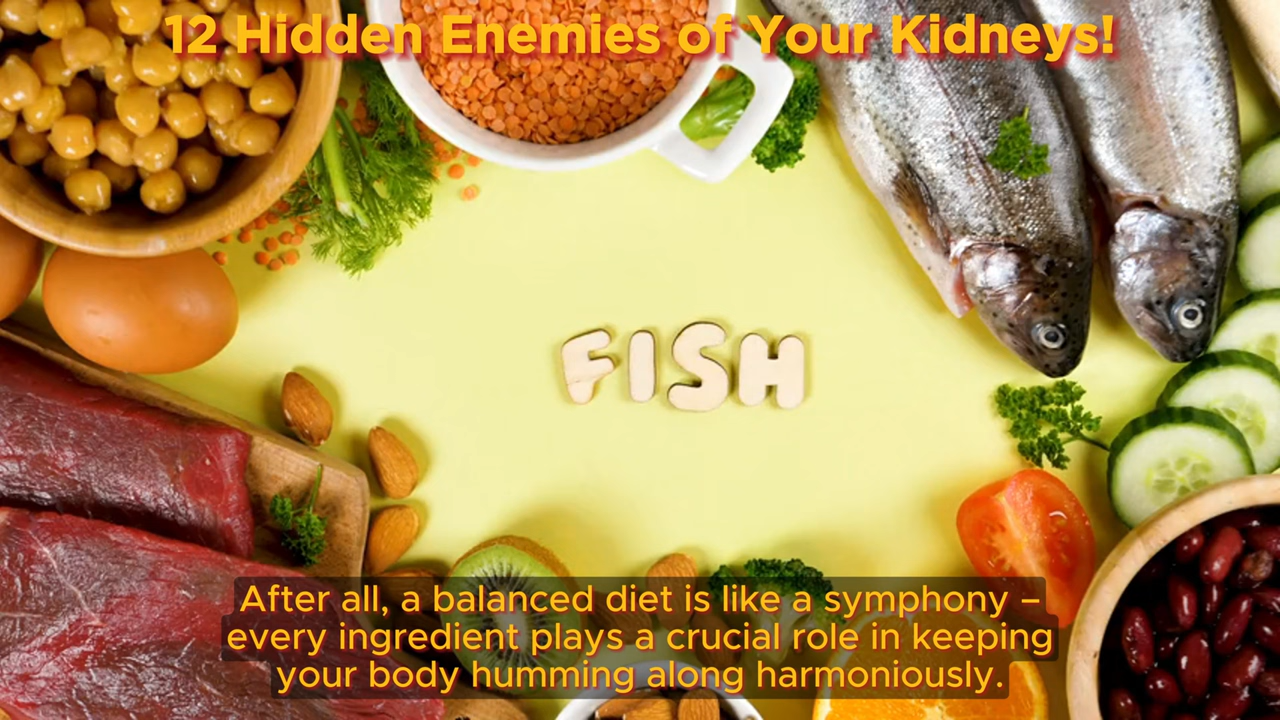 12 Hidden Enemies of Your Kidneys!
FISH
After all, a balanced diet is like a symphony –
every ingredient plays a crucial role in keeping
your body humming along harmoniously.